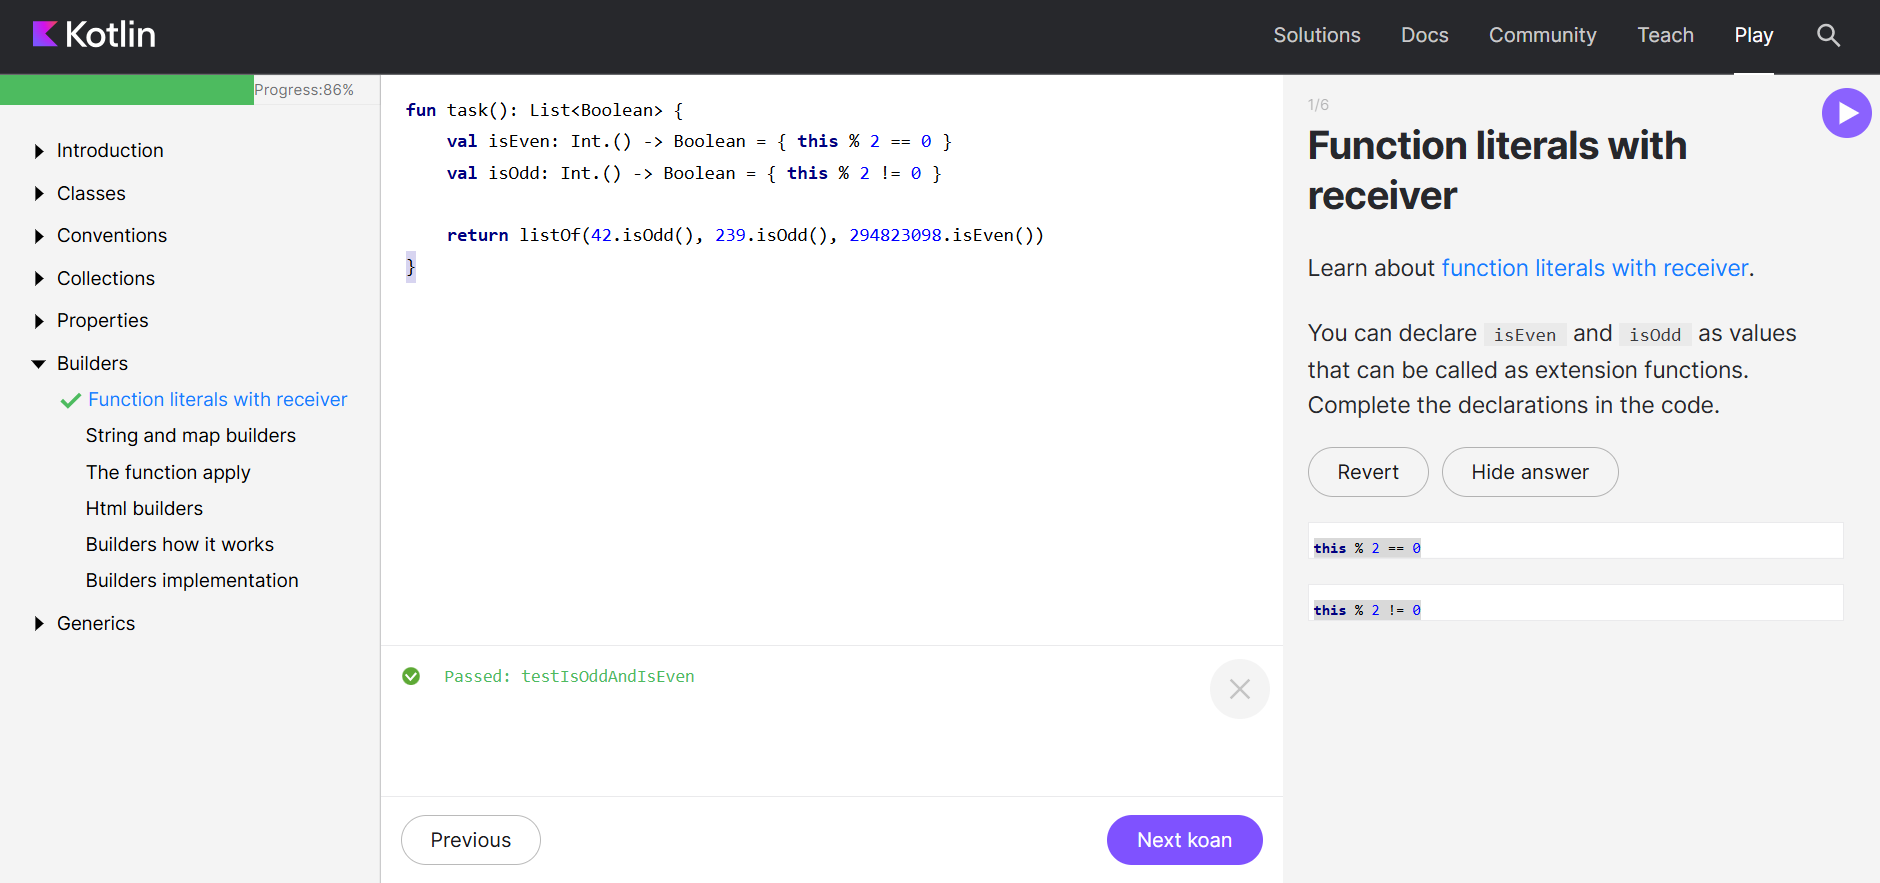 Kotlin
Solutions Docs Community Teach Play
Progress:86%
Introduction
Classes
Conventions
Collections
Properties
Builders
Function literals with receiver
String and map builders
The function apply
Html builders
Builders how it works
Builders implementation
Generics
fun task(): List<Boolean> {
    val isEven: Int.() -> Boolean = { this % 2 == 0 }
    val isOdd: Int.() -> Boolean = { this % 2 != 0 }
    return listOf(42.isOdd(), 239.isOdd(), 294823098.isEven())
}
Passed: testIsOddAndIsEven
Previous
Next koan
1/6
Function literals with
receiver
Learn about function literals with receiver.
You can declare isEven and isOdd as values
that can be called as extension functions.
Complete the declarations in the code.
Revert
Hide answer
this % 2 == 0
this % 2 != 0